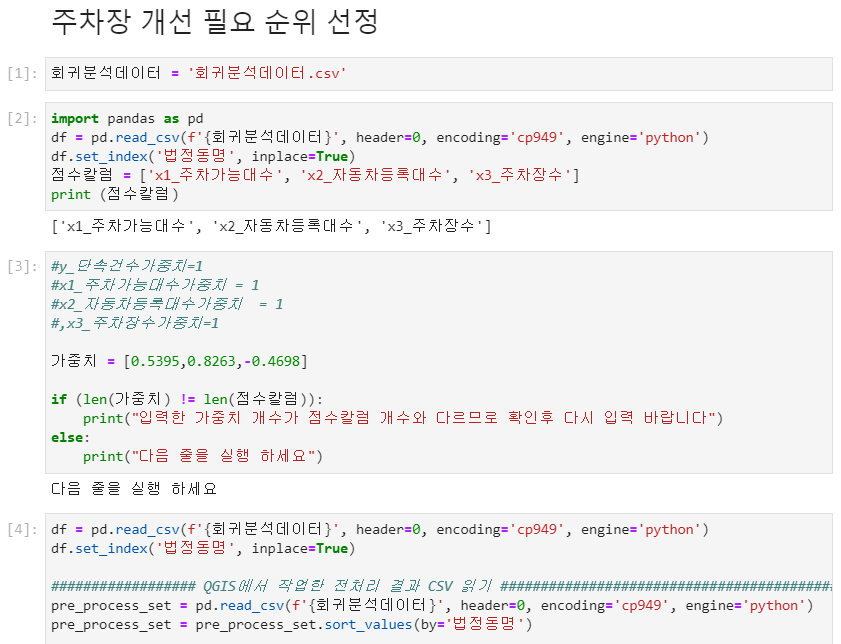 주차장 개선 필요 순위 선정
[1]: 회귀분석데이터 = '회귀분석데이터.csv'
[2]: import pandas as pd
df = pd.read_csv(f'{회귀분석데이터}', header=0, encoding='cp949', engine='python')
df.set_index('법정동명', inplace=True)
점수칼럼 = ['x1_주차가능대수', 'x2_자동차등록대수', 'x3_주차장수']
print (점수칼럼)
['x1_주차가능대수', 'x2_자동차등록대수', 'x3_주차장수']
[3]: #y_단속건수가중치=1
#x1_주차가능대수가중치 = 1
#x2_자동차등록대수가중치  = 1
#,x3_주차장수가중치=1
가중치 = [0.5395,0.8263,-0.4698]
if (len(가중치) != len(점수칼럼)):
    print("입력한 가중치 개수가 점수칼럼 개수와 다르므로 확인후 다시 입력 바랍니다")
else:
    print("다음 줄을 실행 하세요")
다음 줄을 실행 하세요
[4]: df = pd.read_csv(f'{회귀분석데이터}', header=0, encoding='cp949', engine='python')
df.set_index('법정동명', inplace=True)
################## QGIS에서 작업한 전처리 결과 CSV 읽기 #########################################
pre_process_set = pd.read_csv(f'{회귀분석데이터}', header=0, encoding='cp949', engine='python')
pre_process_set = pre_process_set.sort_values(by='법정동명')